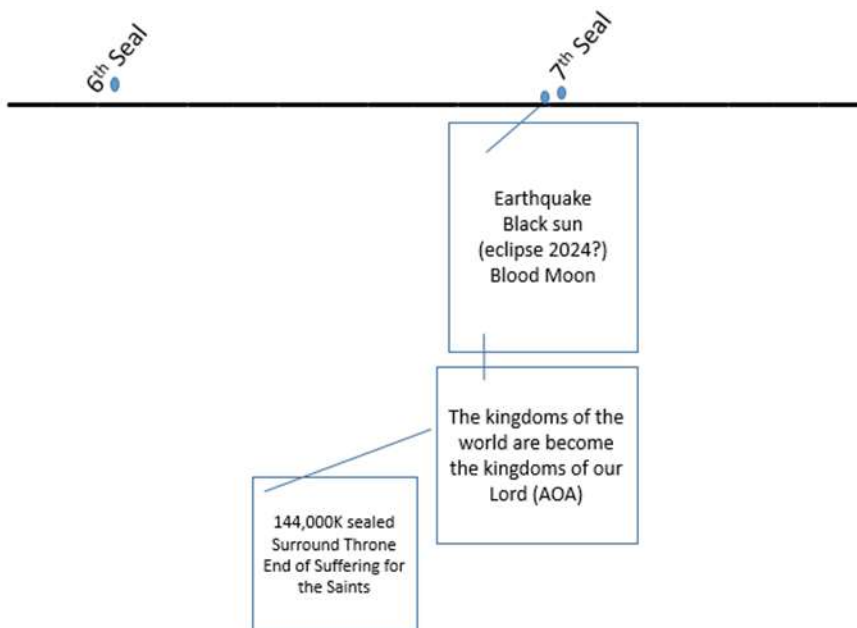 6th Seal
7th Seal
Earthquake
Black sun
(eclipse 2024?)
Blood Moon
The kingdoms of the
world are become
the kingdoms of our
Lord (AOA)
144,000K sealed
Surround Throne
End of Suffering for
the Saints